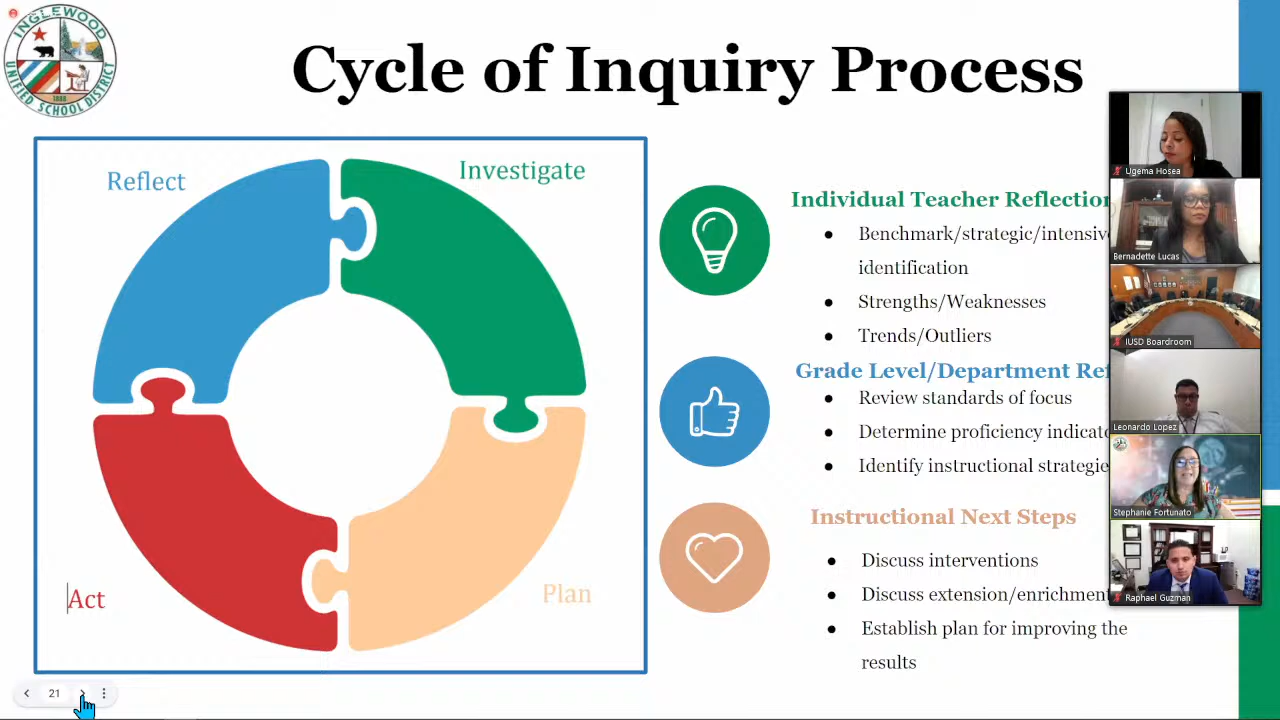 INGLEWOOD
UNIFIED SCHOOL DISTRICT
1888
Cycle of Inquiry Process
Reflect
Investigate
Act
Plan
Individual Teacher Reflection
● Benchmark/strategic/intensive
identification
● Strengths/Weaknesses
● Trends/Outliers
Grade Level/Department Ref
● Review standards of focus
● Determine proficiency indicato
● Identify instructional strategie
Instructional Next Steps
● Discuss interventions
● Discuss extension/enrichment
● Establish plan for improving the
results
Ugema Hosea
Bernadette Lucas
IUSD Boardroom
Leonardo Lopez
Stephanie Fortunato
Raphael Guzman
21